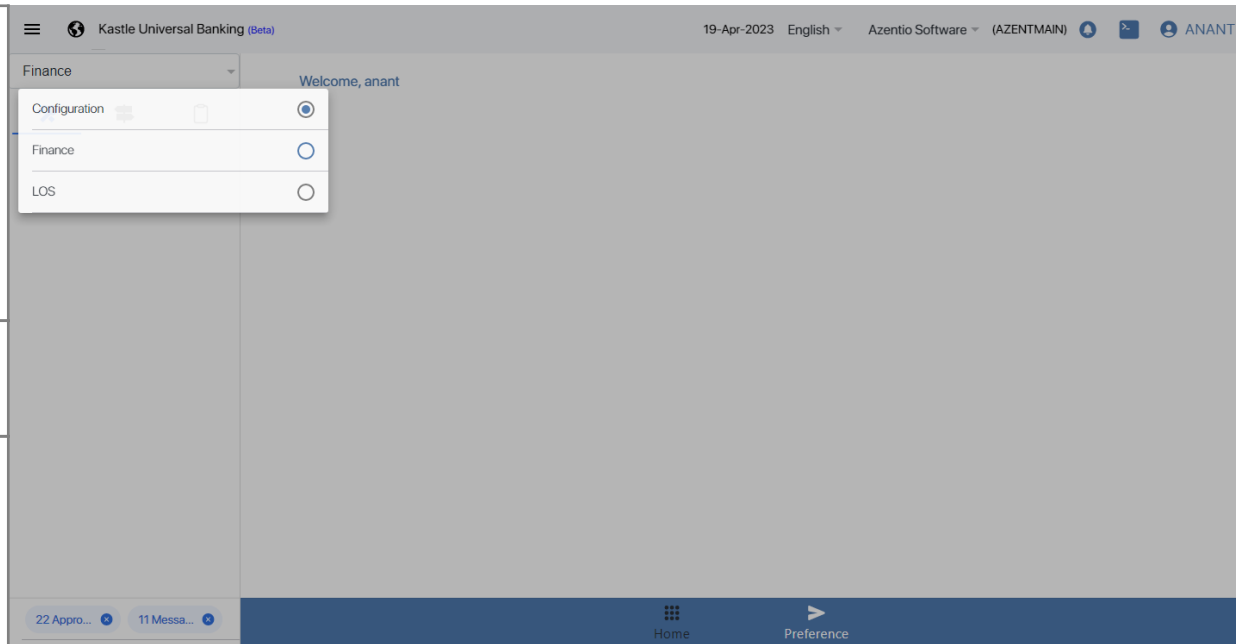 Kastle Universal Banking (Beta)
19-Apr-2023 English Azentio Software (AZENTMAIN) ANANT
Finance
Welcome, anant
Configuration
Finance
LOS
22 Appro... 11 Messa...
Home
Preference